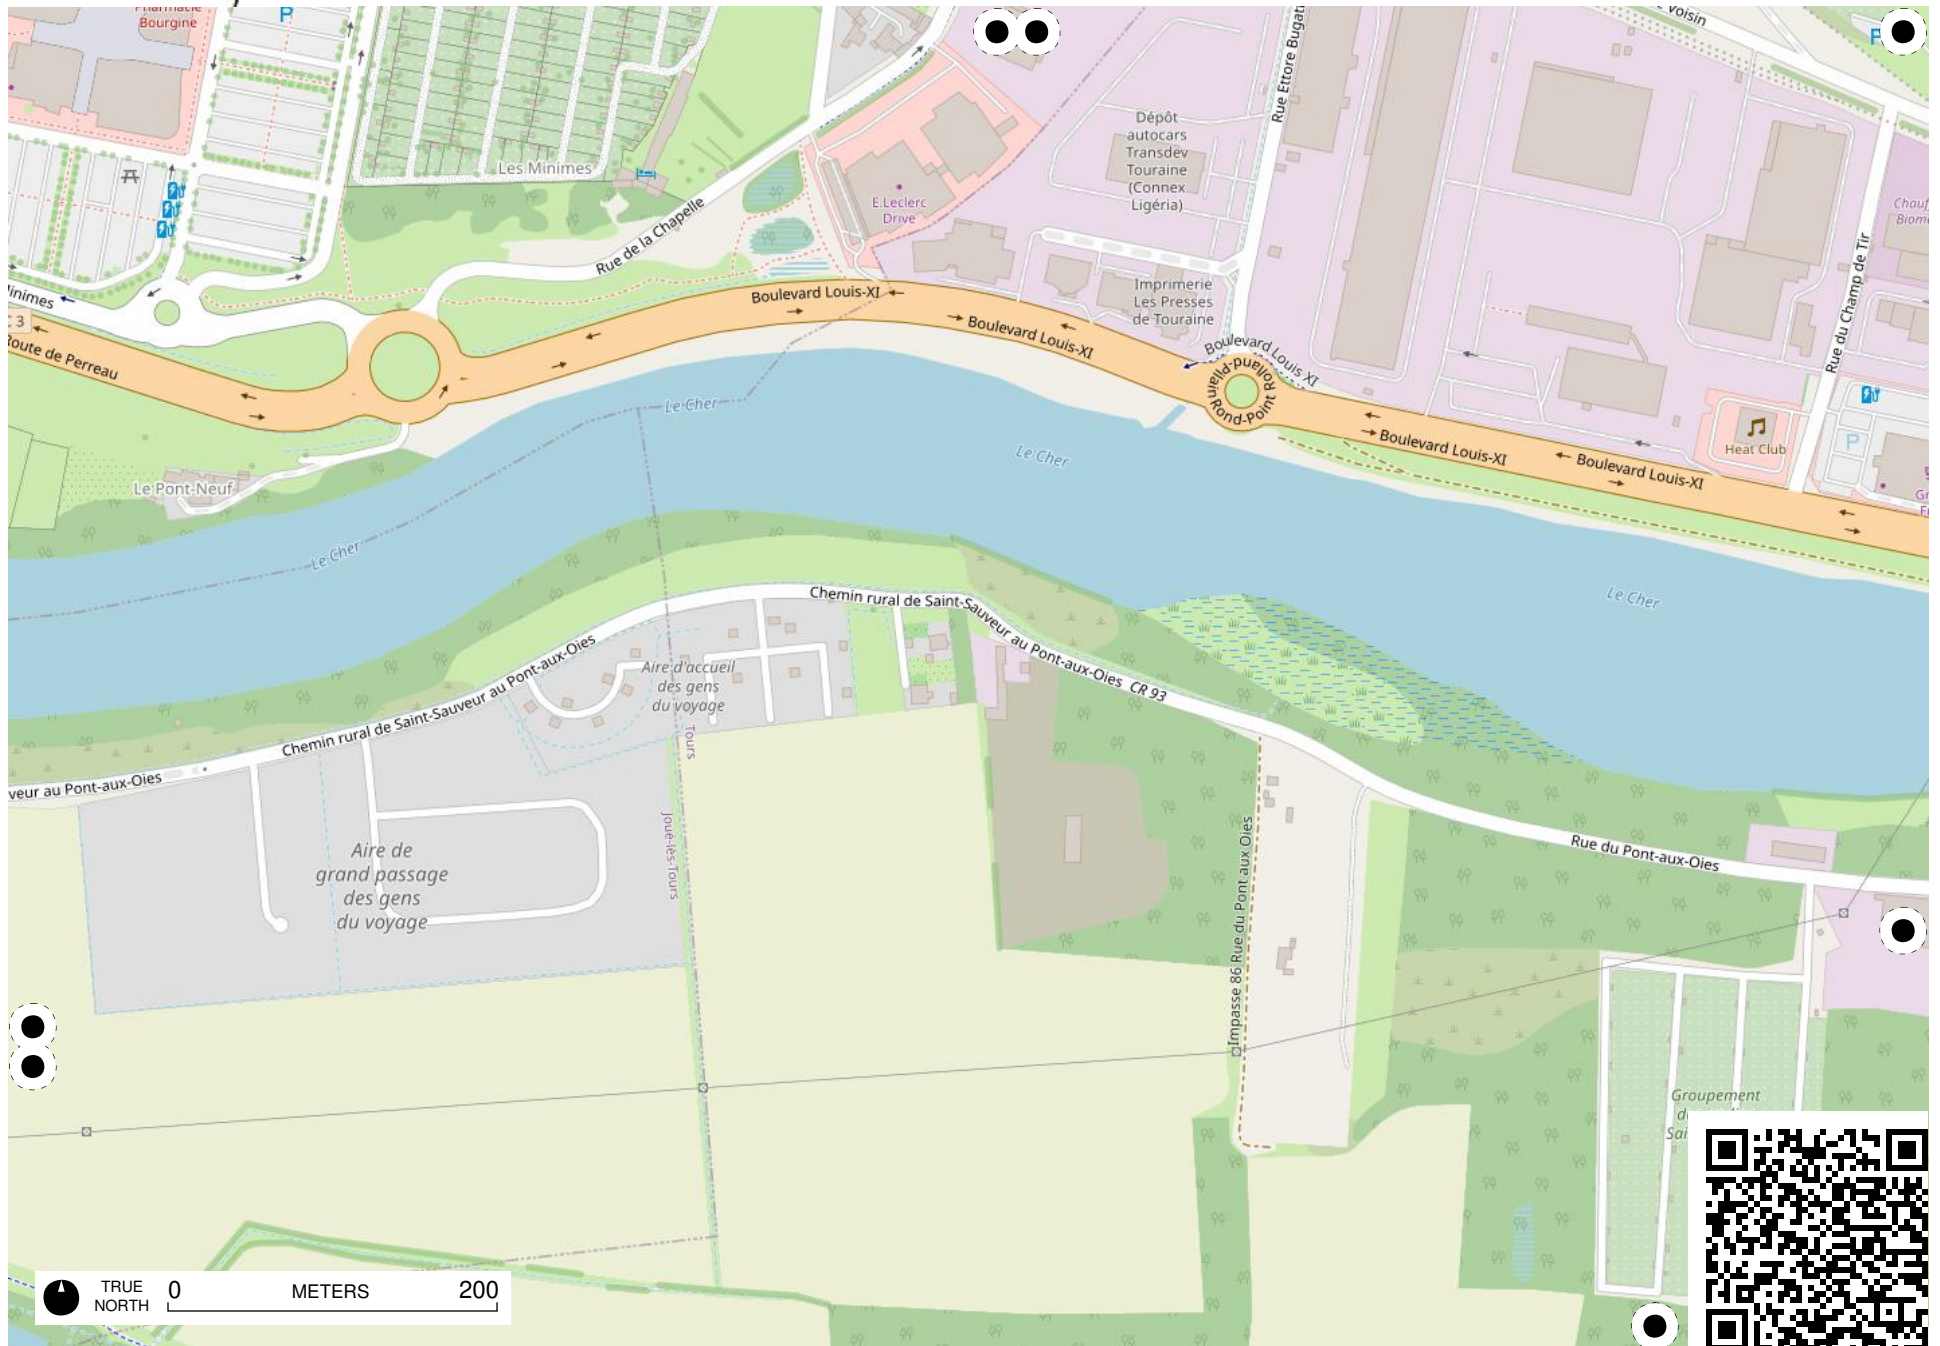 Pharmacie
Bourgine
P
Voisin
P
Rue Ettore Bugatti
Dépôt
autocars
Transdev
Touraine
(Connex
Ligéria)
Les Minimes
E.Leclerc
Drive
Rue de la Chapelle
Rue du Champ de Tir
Minimes
3
Route de Perreau
Boulevard Louis-XI
Boulevard Louis-XI
Imprimerie
Les Presses
de Touraine
Boulevard Louis XI
Rond-Point Rolland-Pilain
Boulevard Louis-XI
Boulevard Louis-XI
Heat Club
P
Le Cher
Le Cher
Le Pont-Neuf
Le Cher
Le Cher
Chemin rural de Saint-Sauveur au Pont-aux-Oies CR 93
Chemin rural de Saint-Sauveur au Pont-aux-Oies
veur au Pont-aux-Oies
Aire d'accueil
des gens
du voyage
Tours
Joué-lès-Tours
Aire de
grand passage
des gens
du voyage
Impasse 86 Rue du Pont aux Oies
Rue du Pont-aux-Oies
Groupement
TRUE
NORTH
0 METERS 200